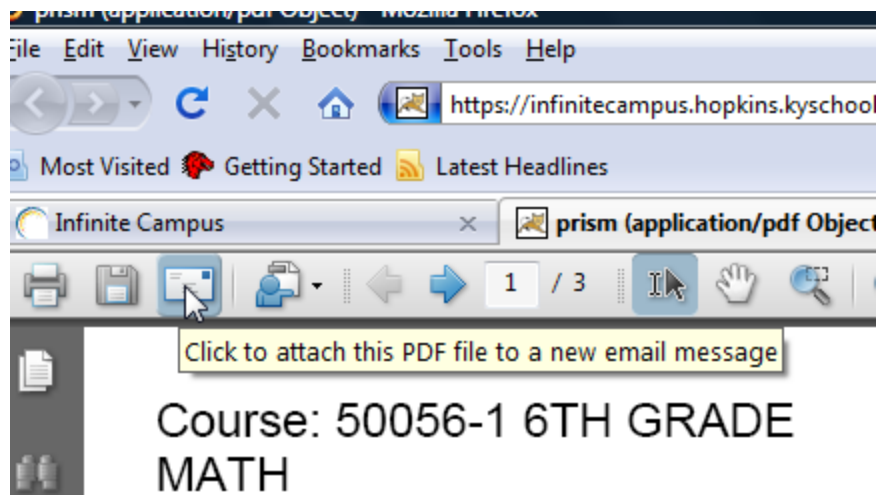 prism (application/pdf Object) - Mozilla Firefox
File Edit View History Bookmarks Tools Help
https://infinitecampus.hopkins.kyschool
Most Visited Getting Started Latest Headlines
Infinite Campus prism (application/pdf Object
1 / 3
Click to attach this PDF file to a new email message
Course: 50056-1 6TH GRADE
MATH